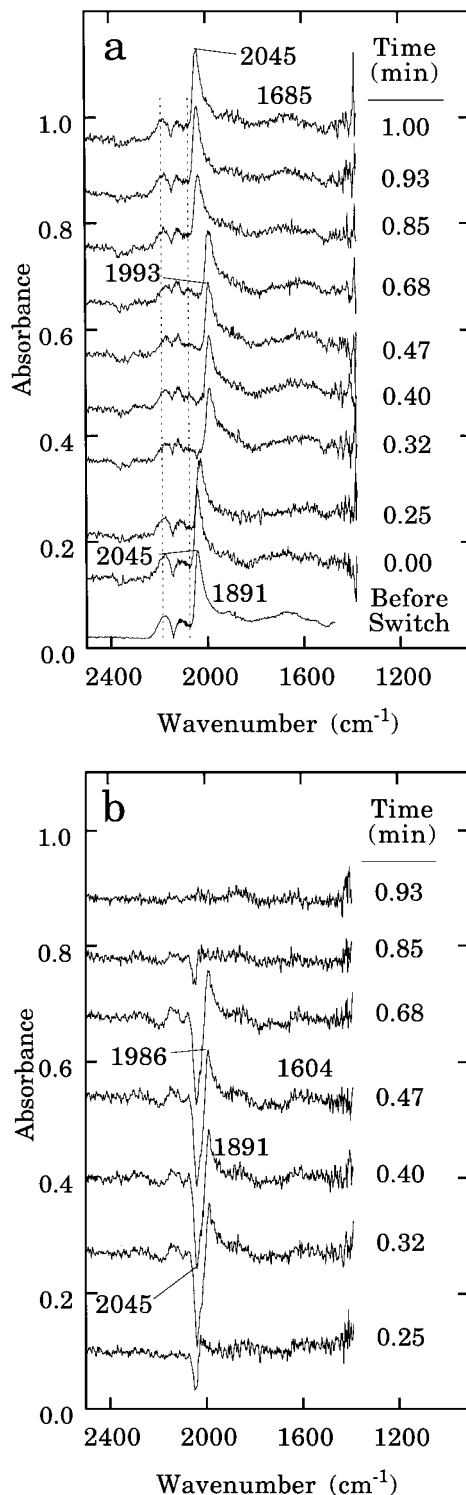 a
2045
Time
(min)
1685
1.0
1.00
0.93
0.8
0.85
1993
0.68
0.6
0.47
0.40
0.4
0.32
0.25
0.2
2045
0.00
1891
Before
Switch
0.0
Absorbance
2400 2000 1600 1200
Wavenumber (cm⁻¹)
b
Time
(min)
1.0
0.93
0.8
0.85
0.68
0.6
1986
1604
0.47
1891
0.4
0.40
0.32
2045
0.2
0.25
0.0
Absorbance
2400 2000 1600 1200
Wavenumber (cm⁻¹)